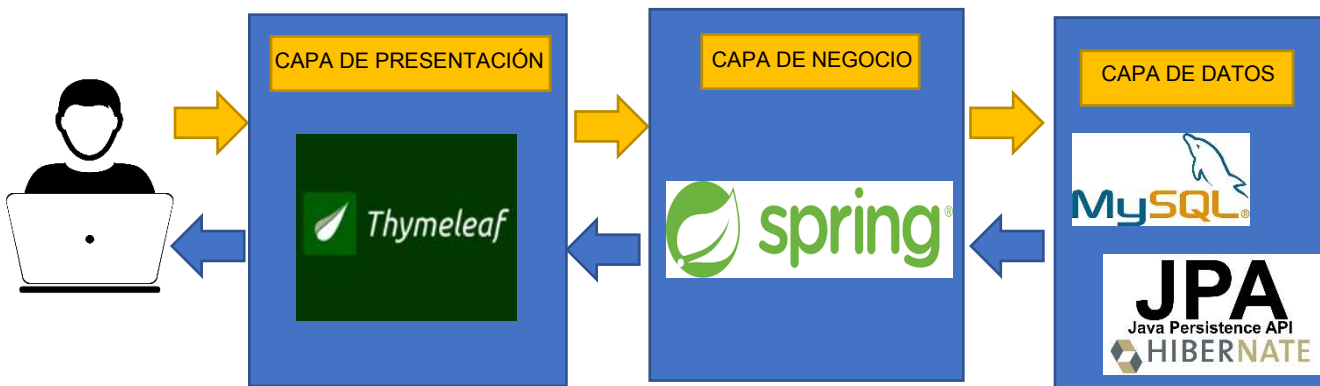 CAPA DE PRESENTACIÓN
Thymeleaf
CAPA DE NEGOCIO
spring®
CAPA DE DATOS
MySQL®
JPA
Java Persistence API
HIBERNATE